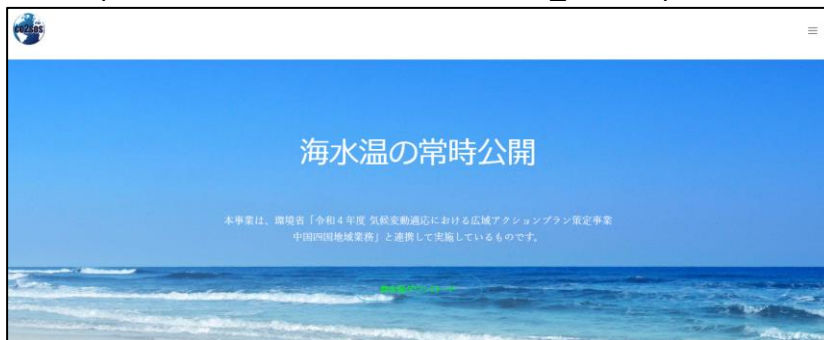 co2sos
海水温の常時公開
本事業は、環境省「令和4年度 気候変動適応における広域アクションプラン策定事業
中国四国地域業務」と連携して実施しているものです。